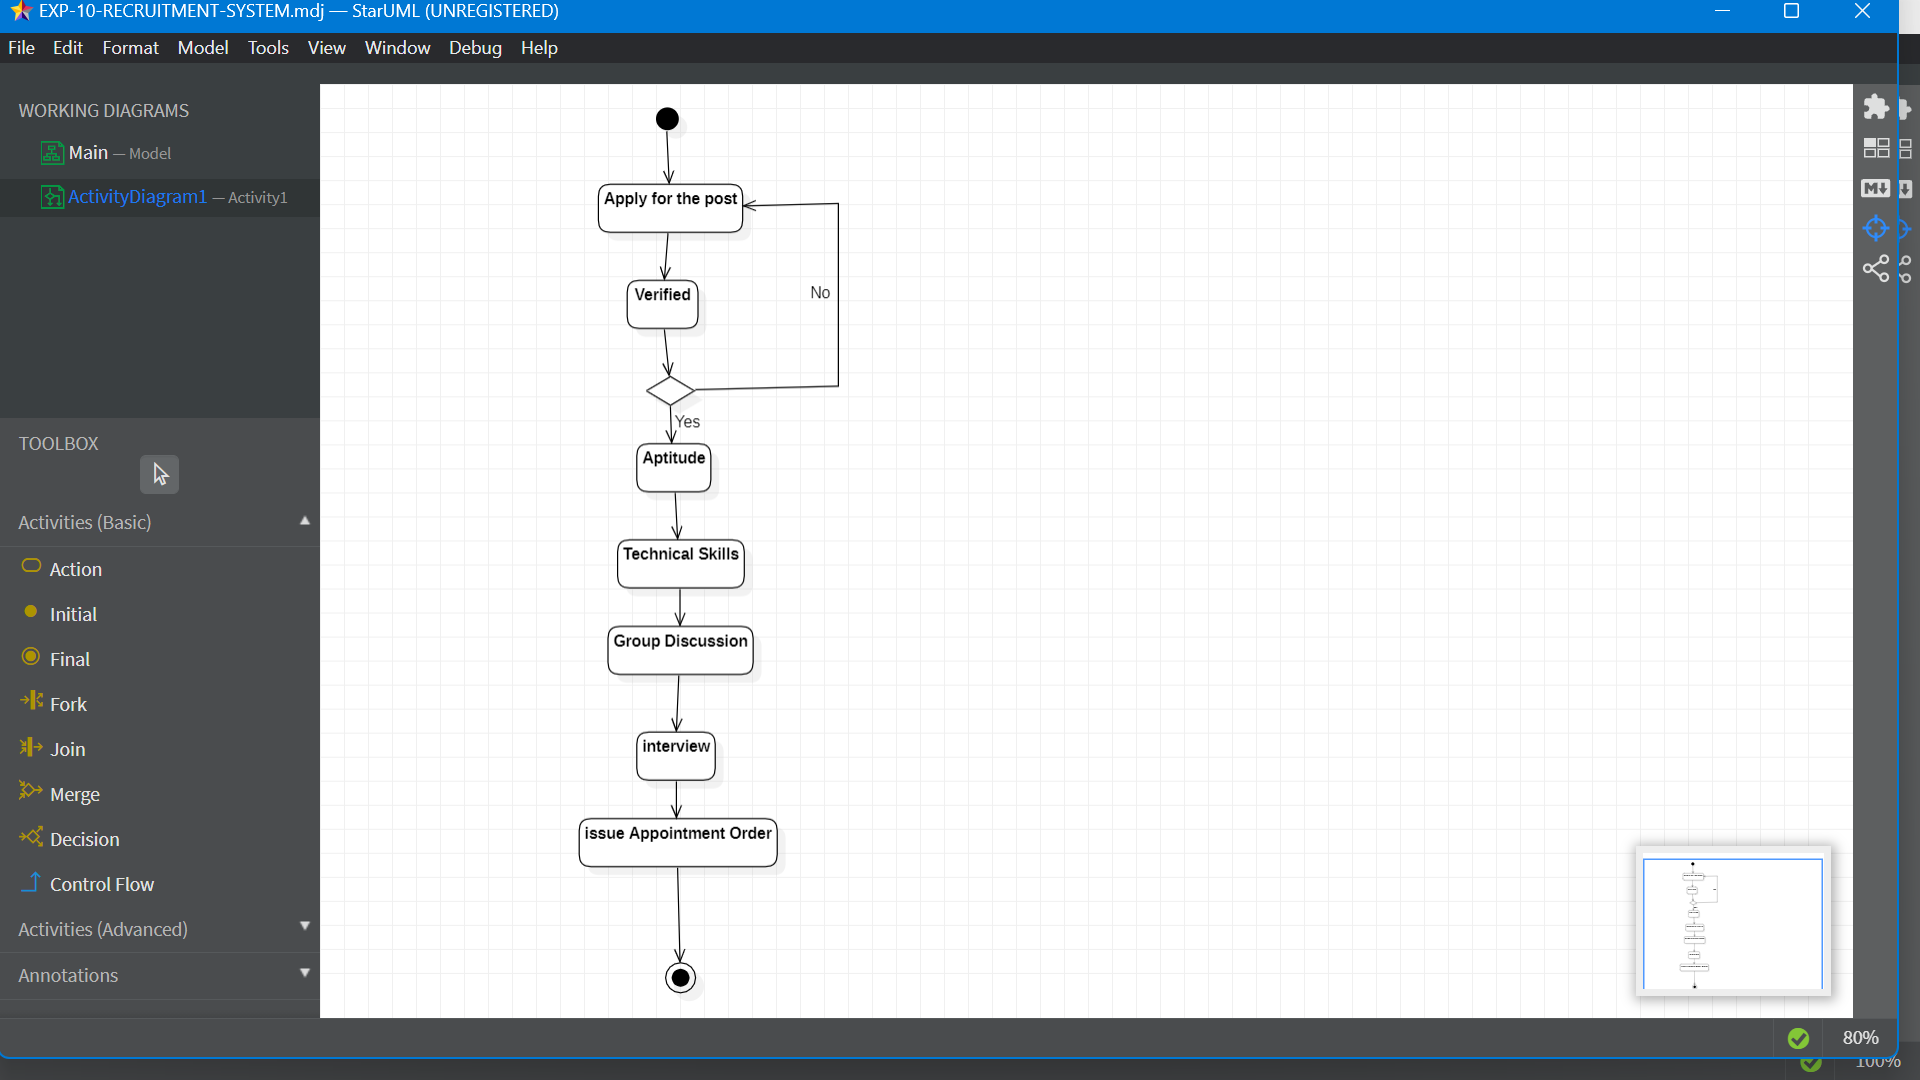 EXP-10-RECRUITMENT-SYSTEM.mdj — StarUML (UNREGISTERED)
File Edit Format Model Tools View Window Debug Help
WORKING DIAGRAMS
Main — Model
ActivityDiagram1 — Activity1
TOOLBOX
Activities (Basic)
Action
Initial
Final
Fork
Join
Merge
Decision
Control Flow
Activities (Advanced)
Annotations
Apply for the post
Verified
No
Yes
Aptitude
Technical Skills
Group Discussion
interview
issue Appointment Order
M
80%
100%